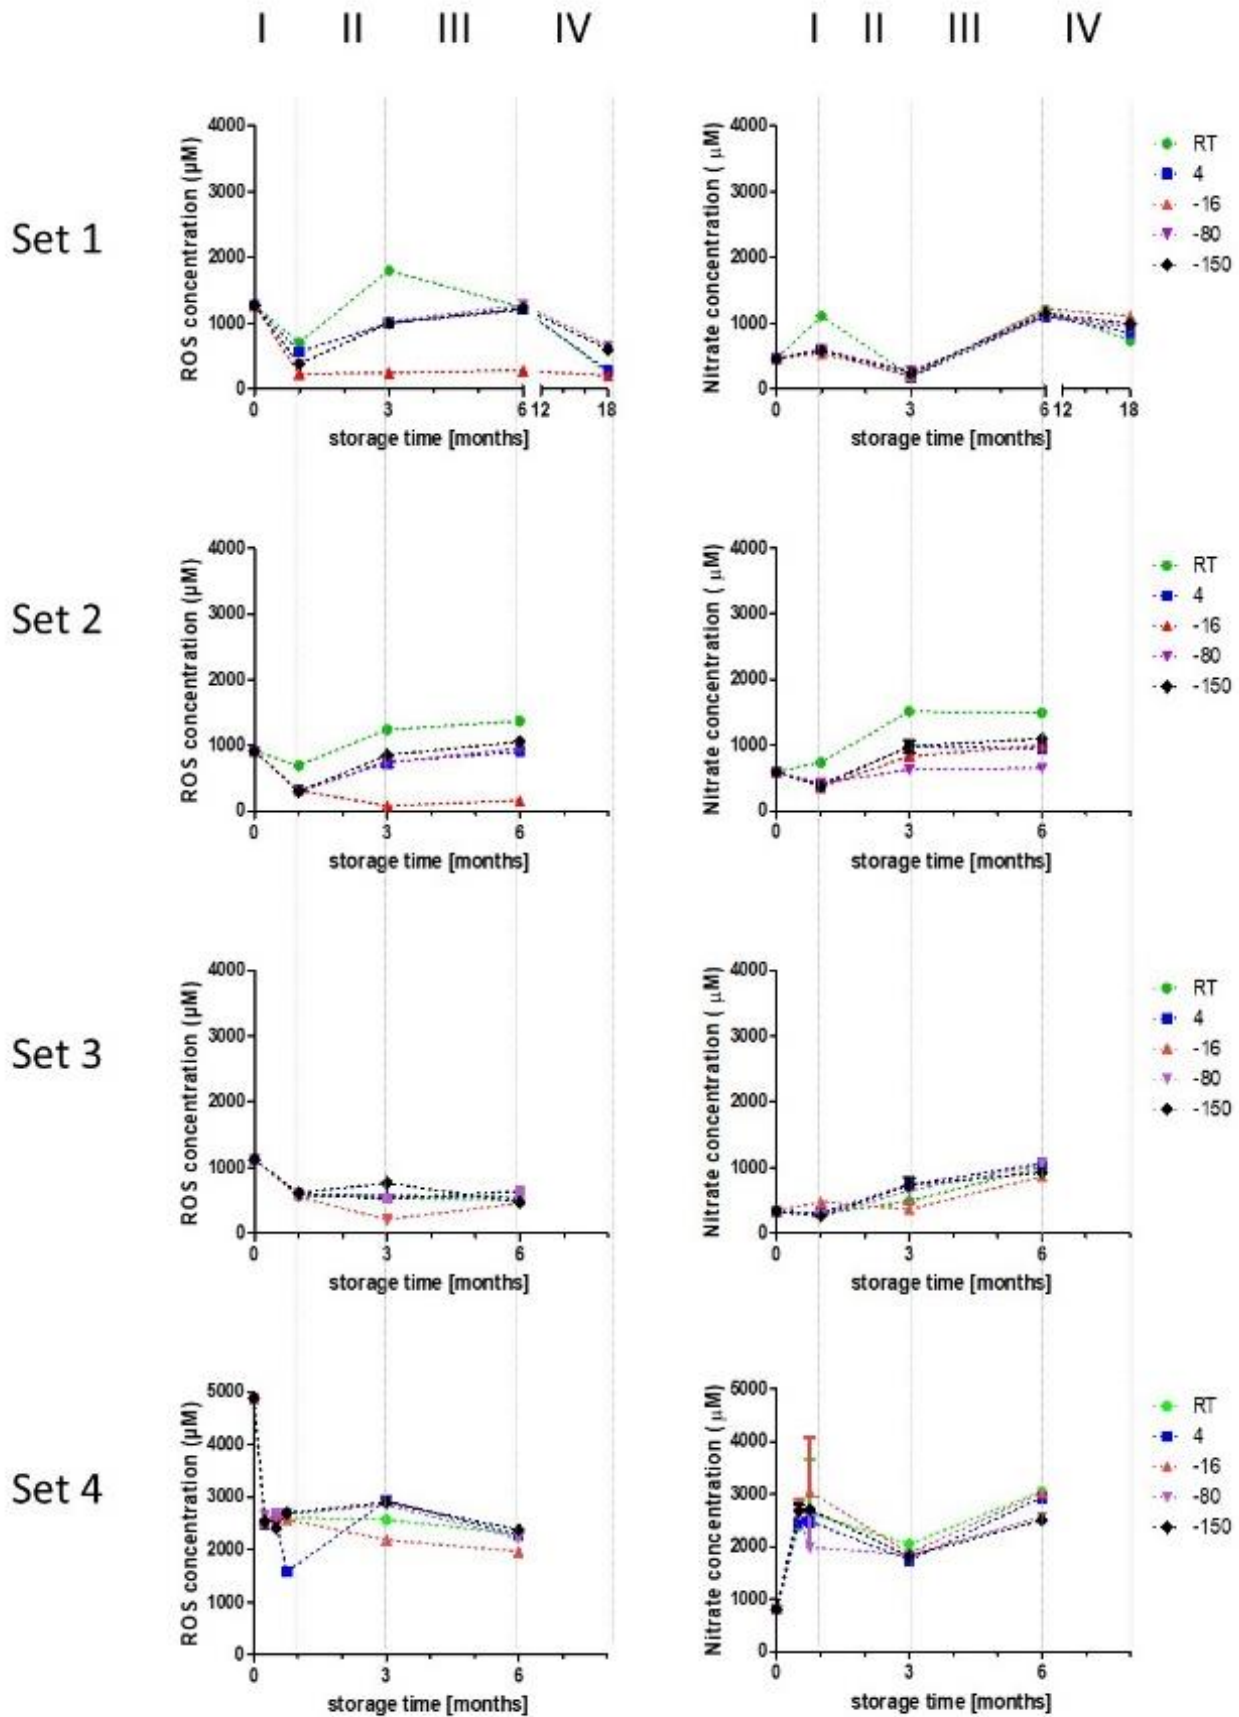 I II III IV I II III IV
Set 1
ROS concentration (µM)
4000
3000
2000
1000
0
0 3 6 12 18
storage time [months]
Nitrate concentration ( µM)
4000
3000
2000
1000
0
0 3 6 12 18
storage time [months]
RT
4
-16
-80
-150
Set 2
ROS concentration (µM)
4000
3000
2000
1000
0
0 3 6
storage time [months]
Nitrate concentration ( µM)
4000
3000
2000
1000
0
0 3 6
storage time [months]
RT
4
-16
-80
-150
Set 3
ROS concentration (µM)
4000
3000
2000
1000
0
0 3 6
storage time [months]
Nitrate concentration ( µM)
4000
3000
2000
1000
0
0 3 6
storage time [months]
RT
4
-16
-80
-150
Set 4
ROS concentration (µM)
5000
4000
3000
2000
1000
0
0 3 6
storage time [months]
Nitrate concentration ( µM)
5000
4000
3000
2000
1000
0
0 3 6
storage time [months]
RT
4
-16
-80
-150